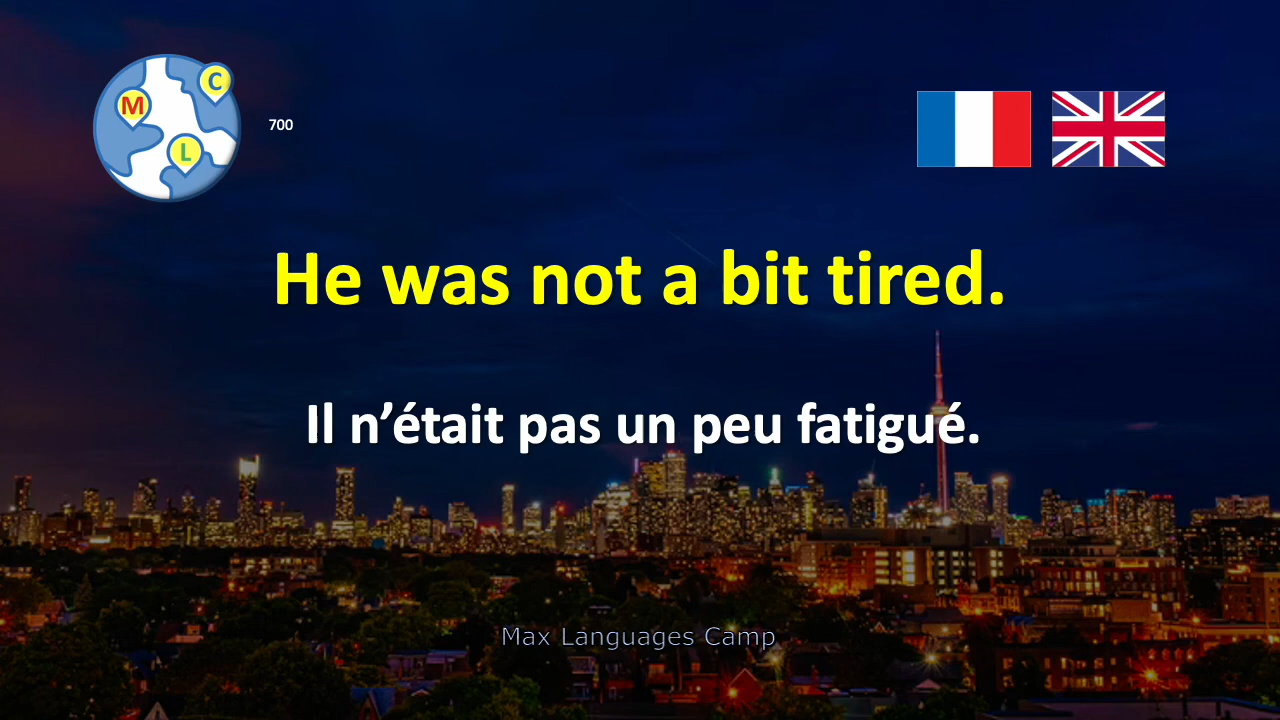 M
C
L
700
He was not a bit tired.
Il n’était pas un peu fatigué.
Max Languages Camp